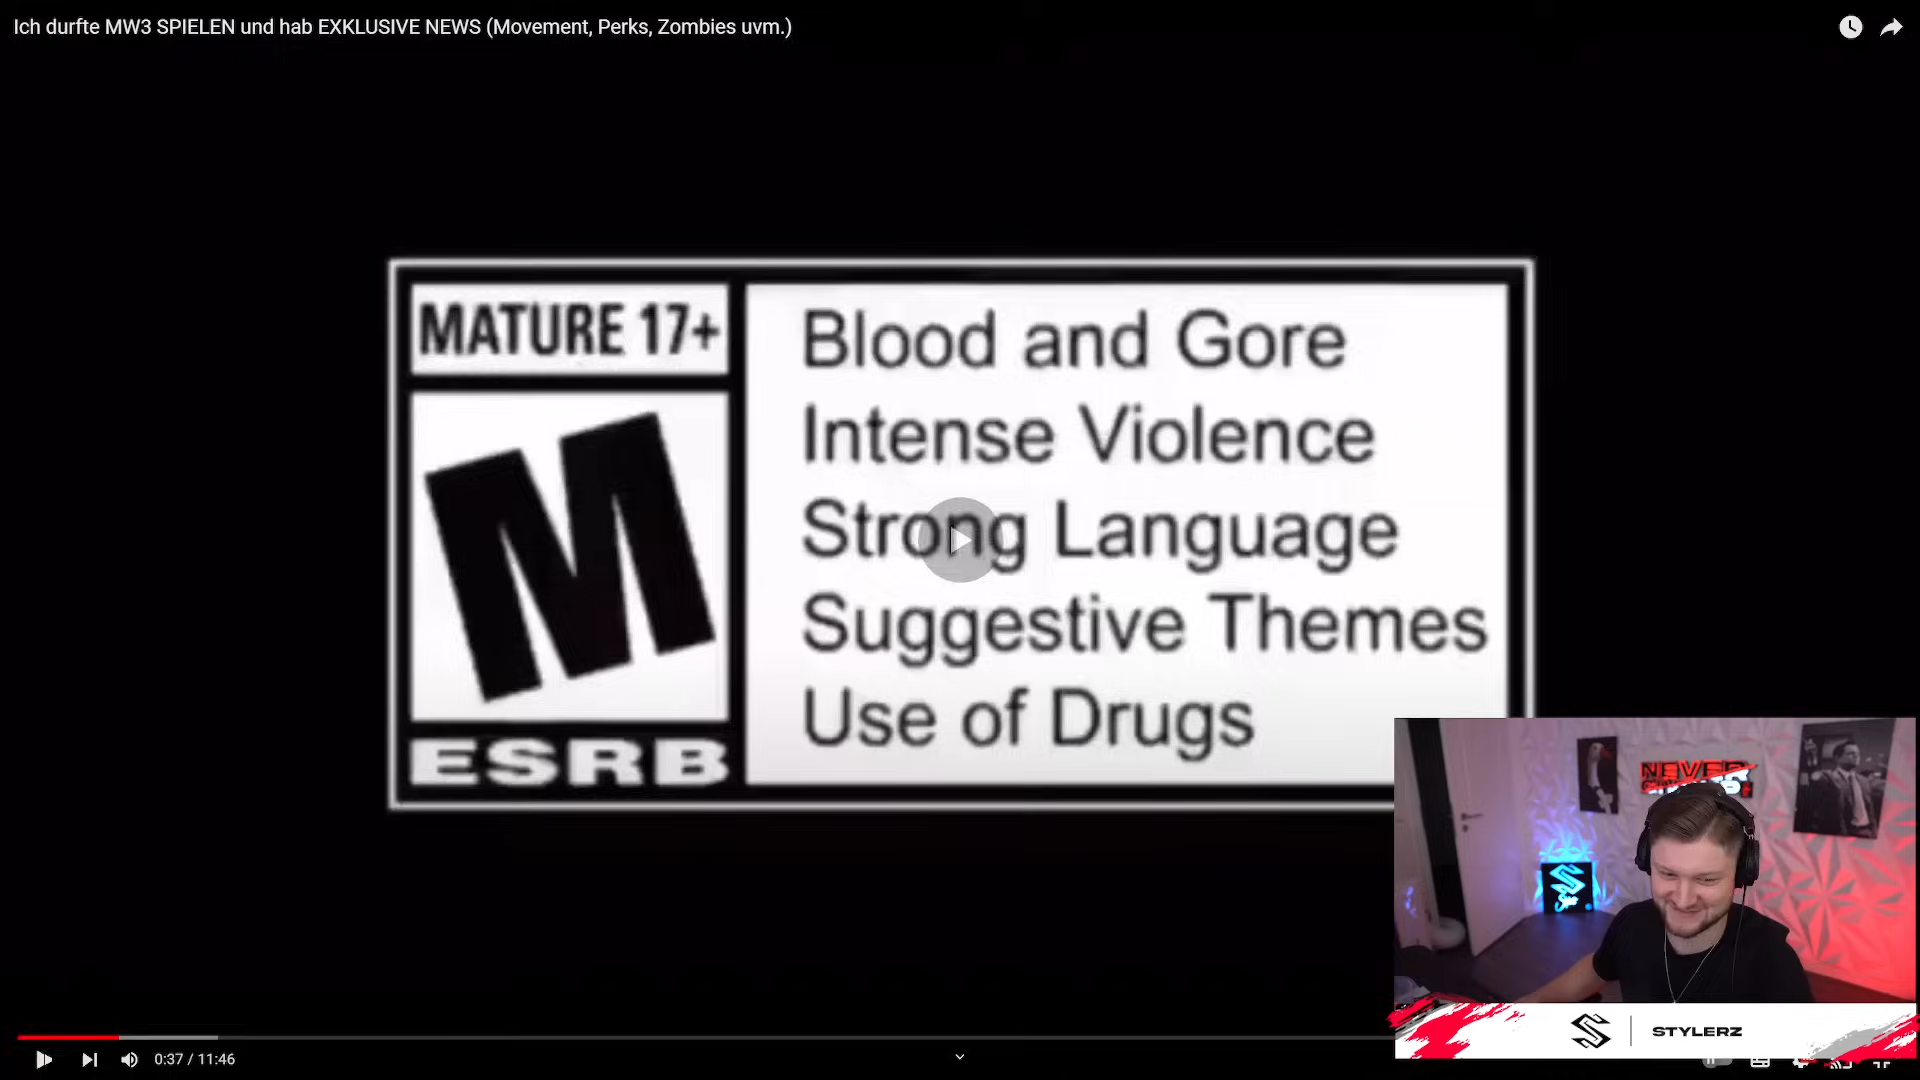 Ich durfte MW3 SPIELEN und hab EXKLUSIVE NEWS (Movement, Perks, Zombies uvm.)
MATURE 17+
M
ESRB
Blood and Gore
Intense Violence
Strong Language
Suggestive Themes
Use of Drugs
NEVER
STYLERZ
0:37 / 11:46